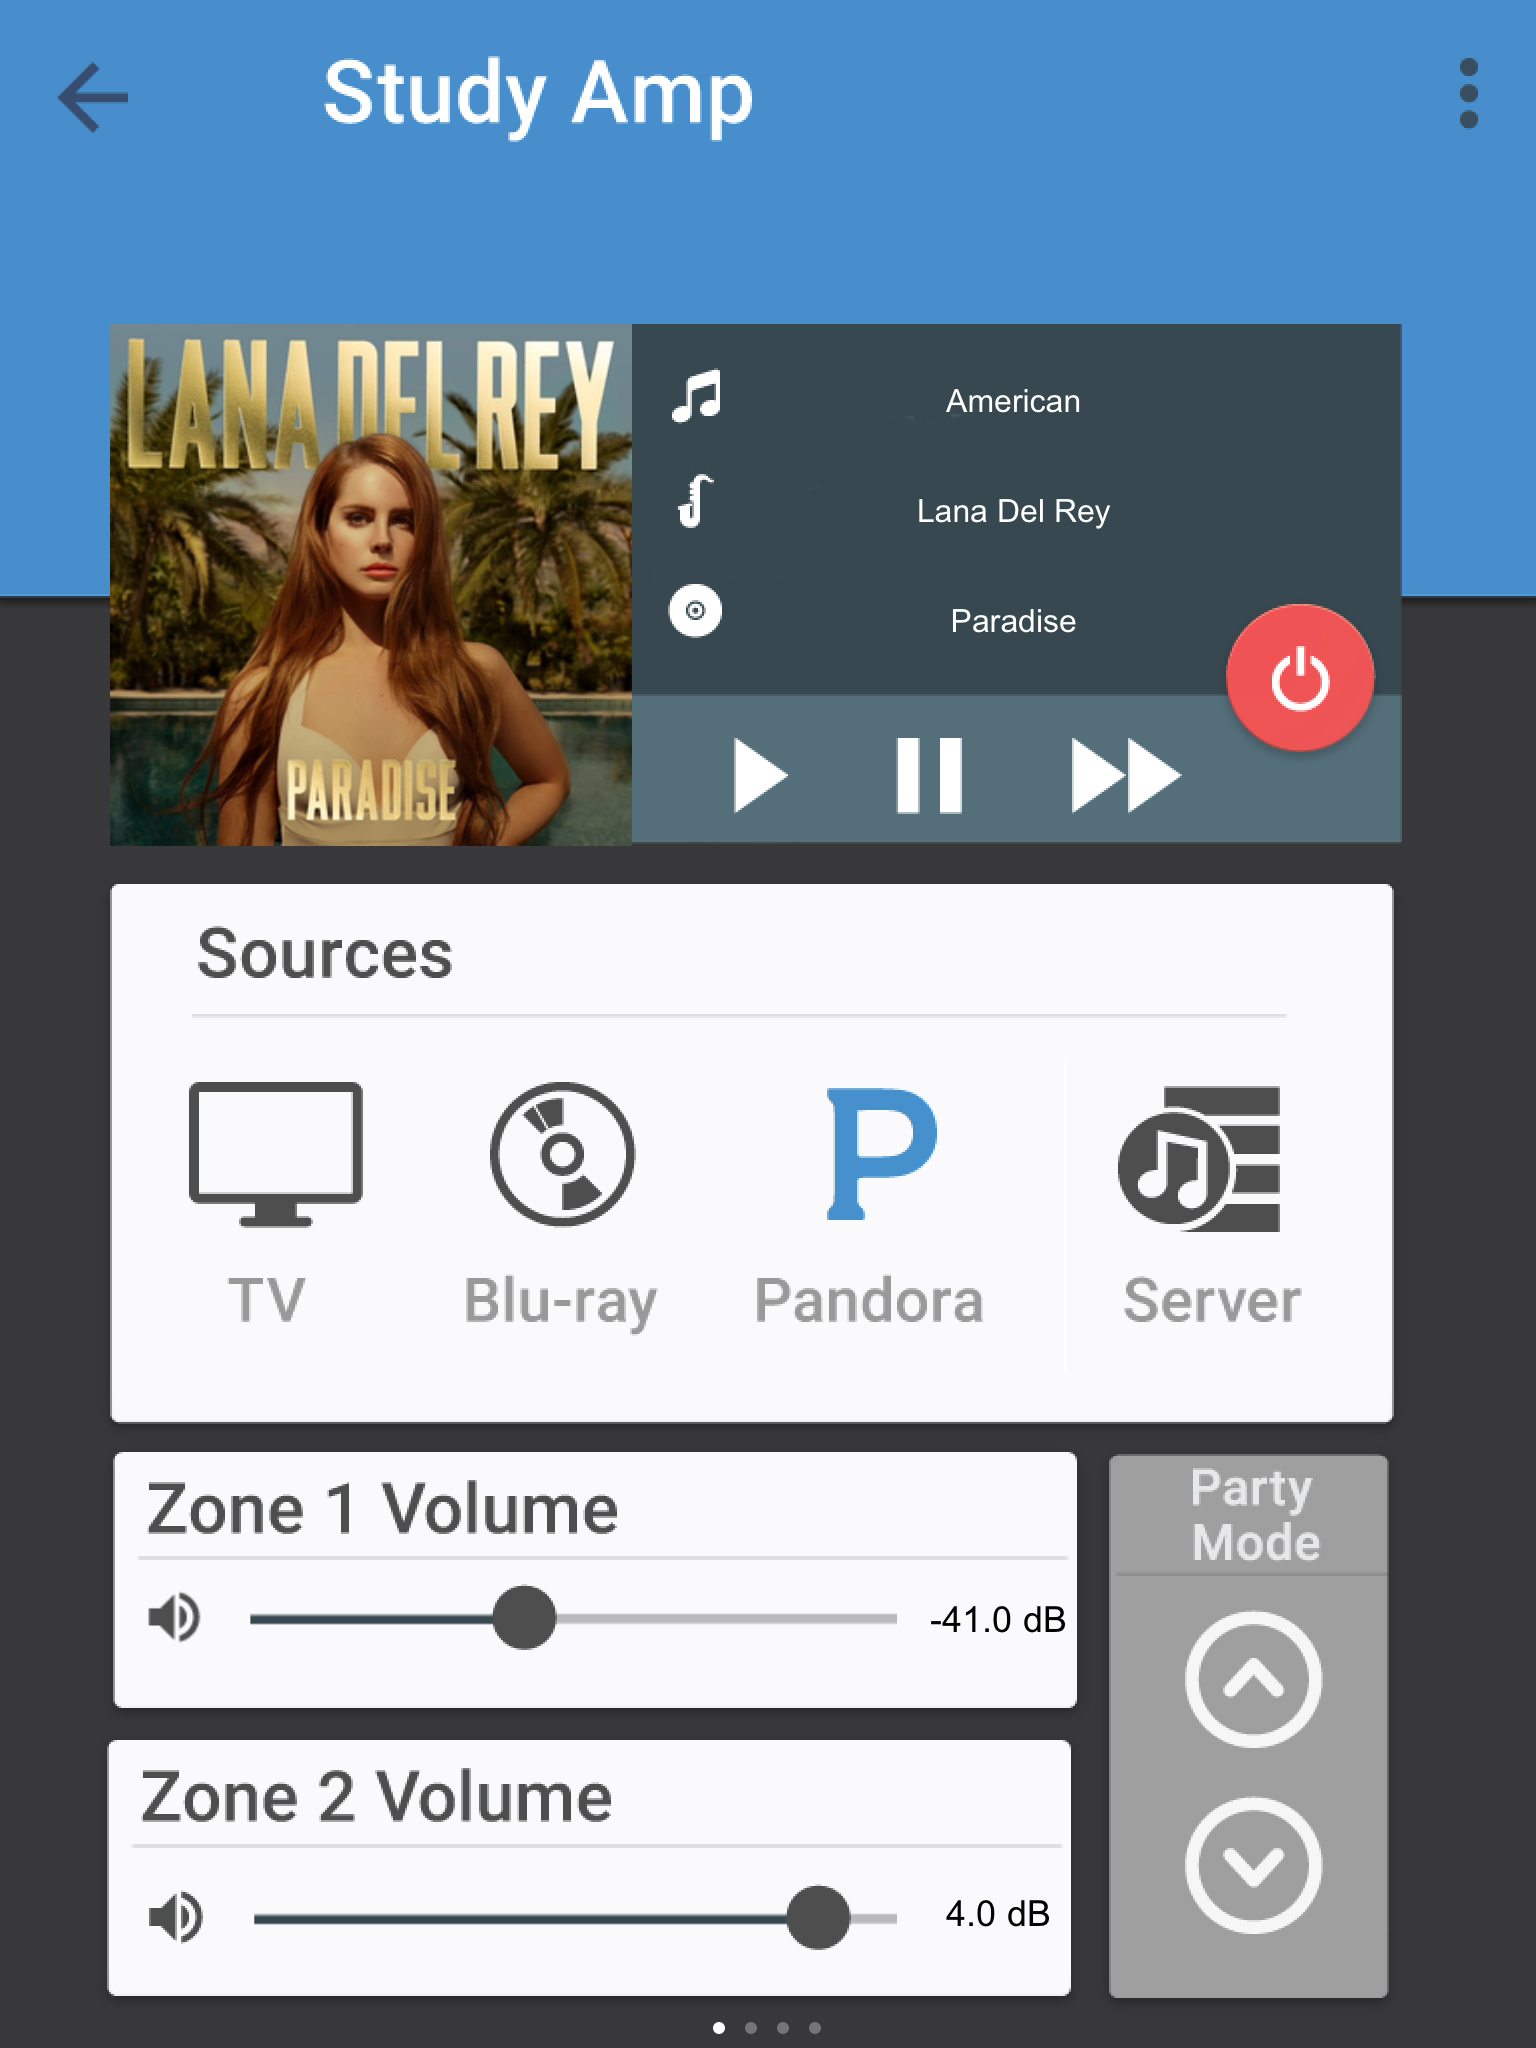 Study Amp
LANA DEL REY
PARADISE
American
Lana Del Rey
Paradise
Sources
TV
Blu-ray
Pandora
Server
Zone 1 Volume
-41.0 dB
Party
Mode
Zone 2 Volume
4.0 dB